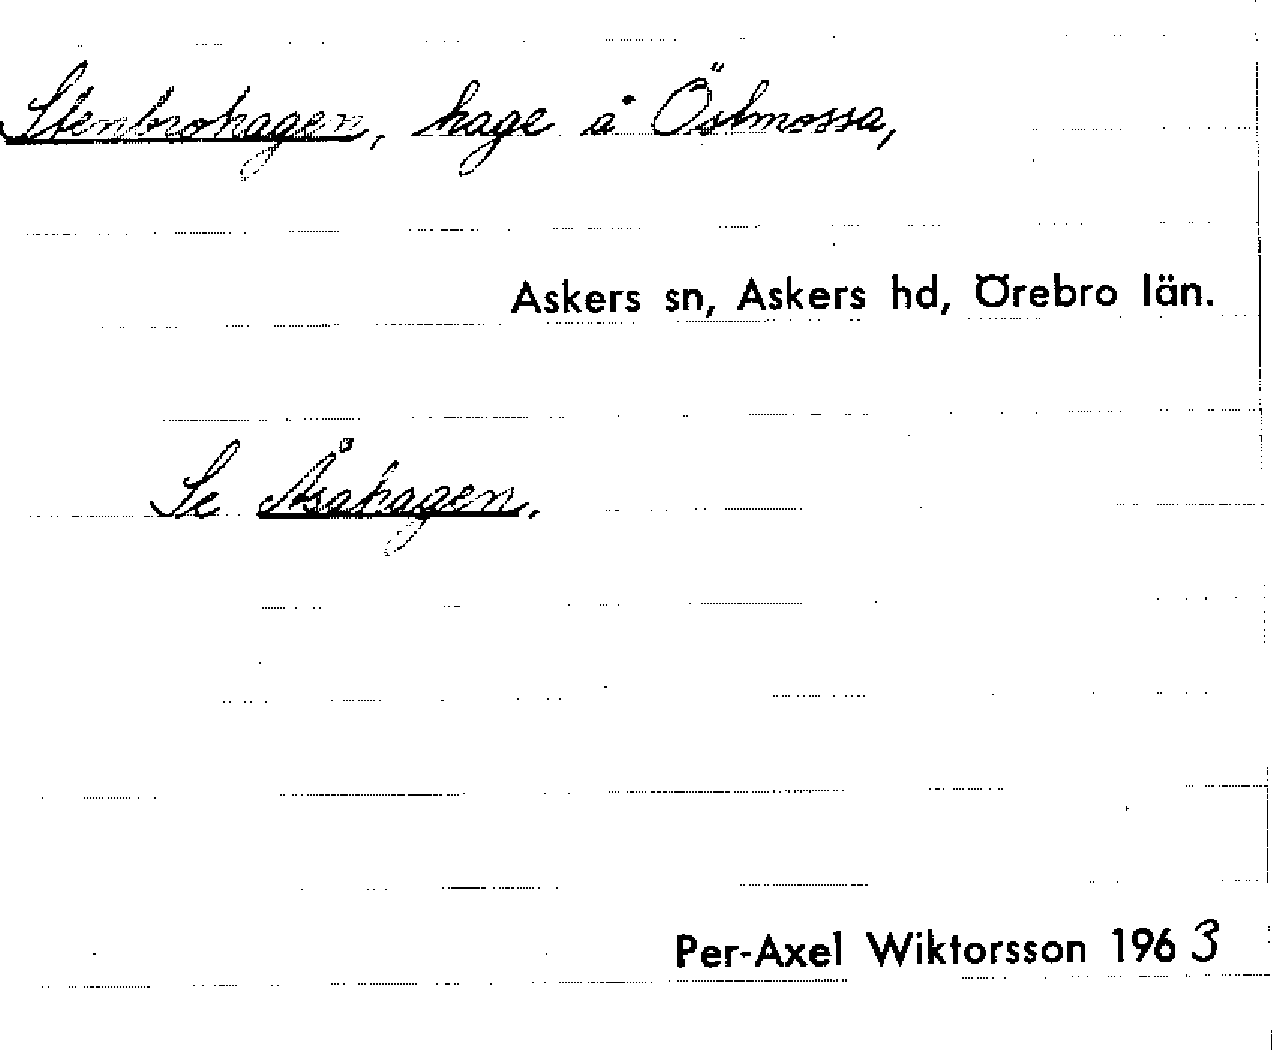 Stenbrohagen, hage å Östmossa,
Askers sn, Askers hd, Örebro län.
Se Åsahagen.
Per-Axel Wiktorsson 1963